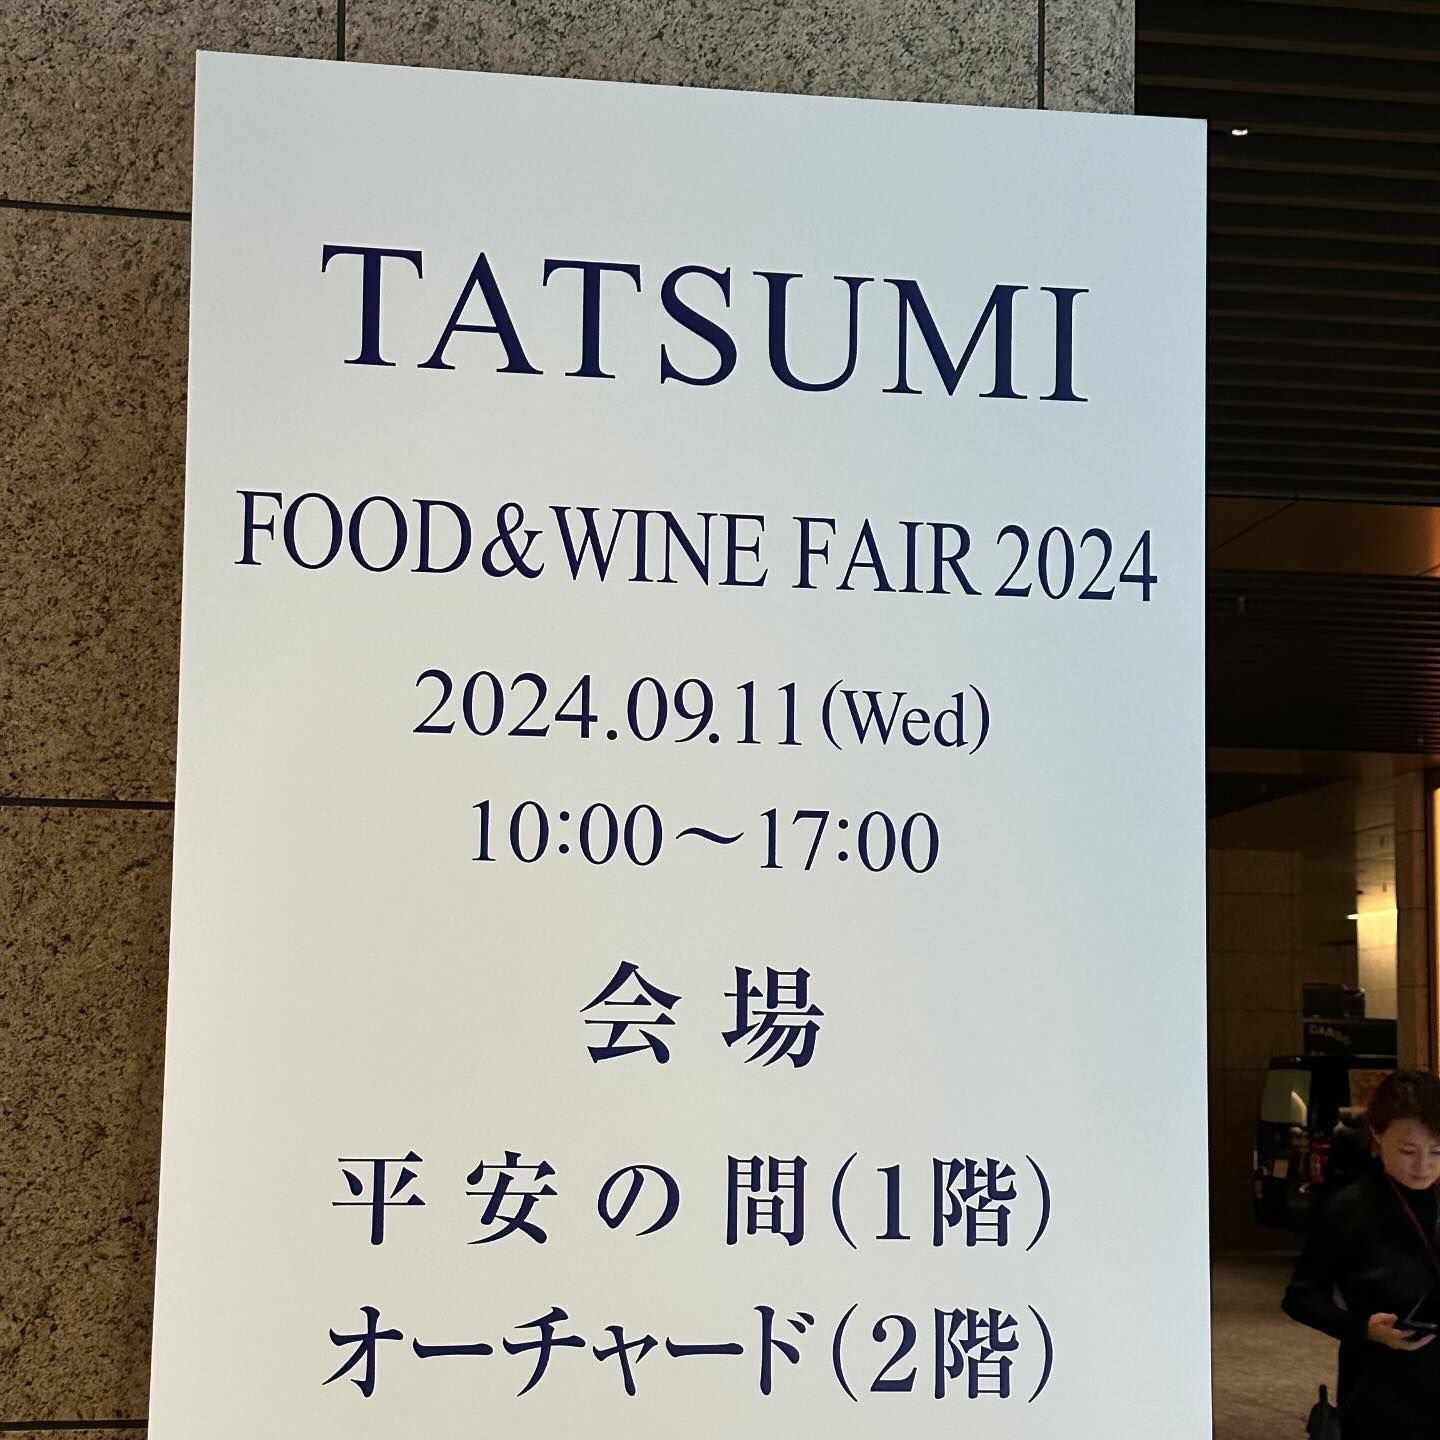 TATSUMI
FOOD&WINE FAIR 2024
2024.09.11(Wed)
10:00～17:00
会場
平安の間(1階)
オーチャード(2階)